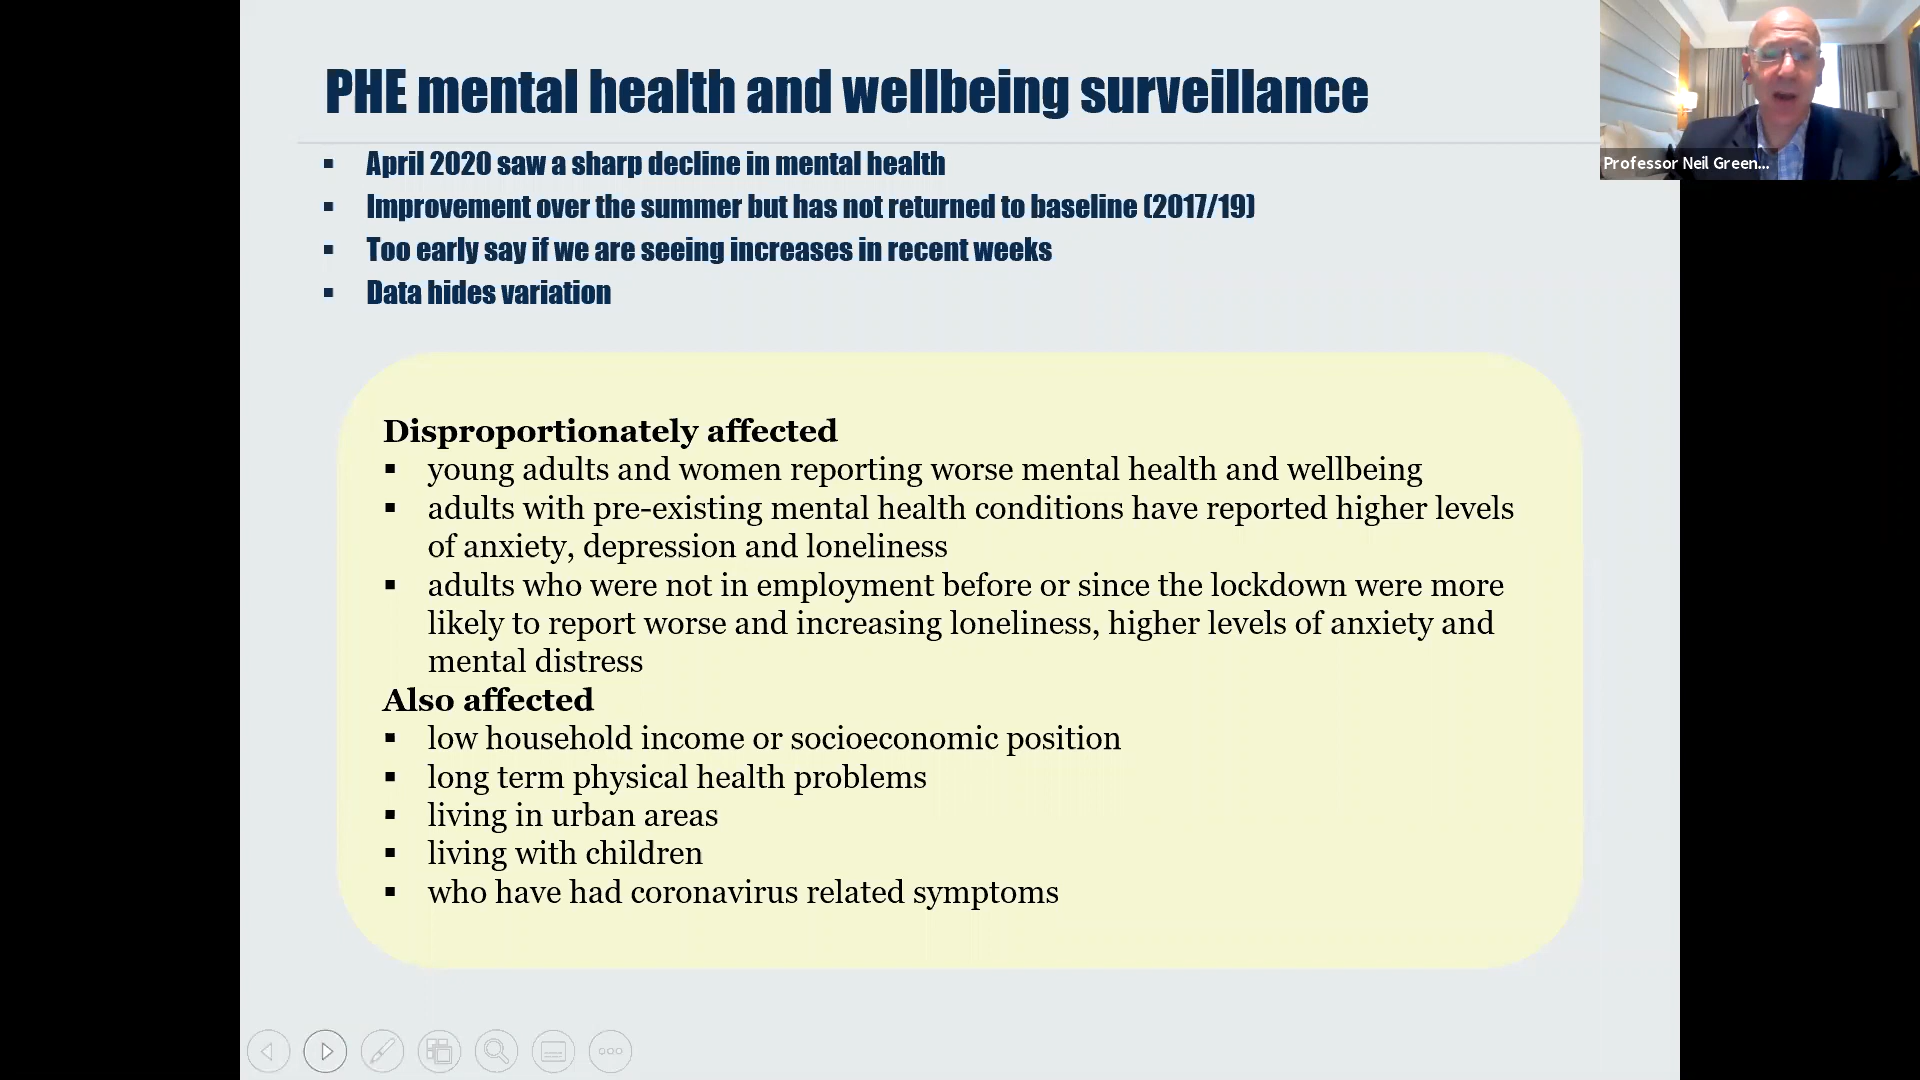 PHE mental health and wellbeing surveillance
Professor Neil Green...
▪ April 2020 saw a sharp decline in mental health
▪ Improvement over the summer but has not returned to baseline (2017/19)
▪ Too early say if we are seeing increases in recent weeks
▪ Data hides variation
Disproportionately affected
▪ young adults and women reporting worse mental health and wellbeing
▪ adults with pre-existing mental health conditions have reported higher levels
of anxiety, depression and loneliness
▪ adults who were not in employment before or since the lockdown were more
likely to report worse and increasing loneliness, higher levels of anxiety and
mental distress
Also affected
▪ low household income or socioeconomic position
▪ long term physical health problems
▪ living in urban areas
▪ living with children
▪ who have had coronavirus related symptoms